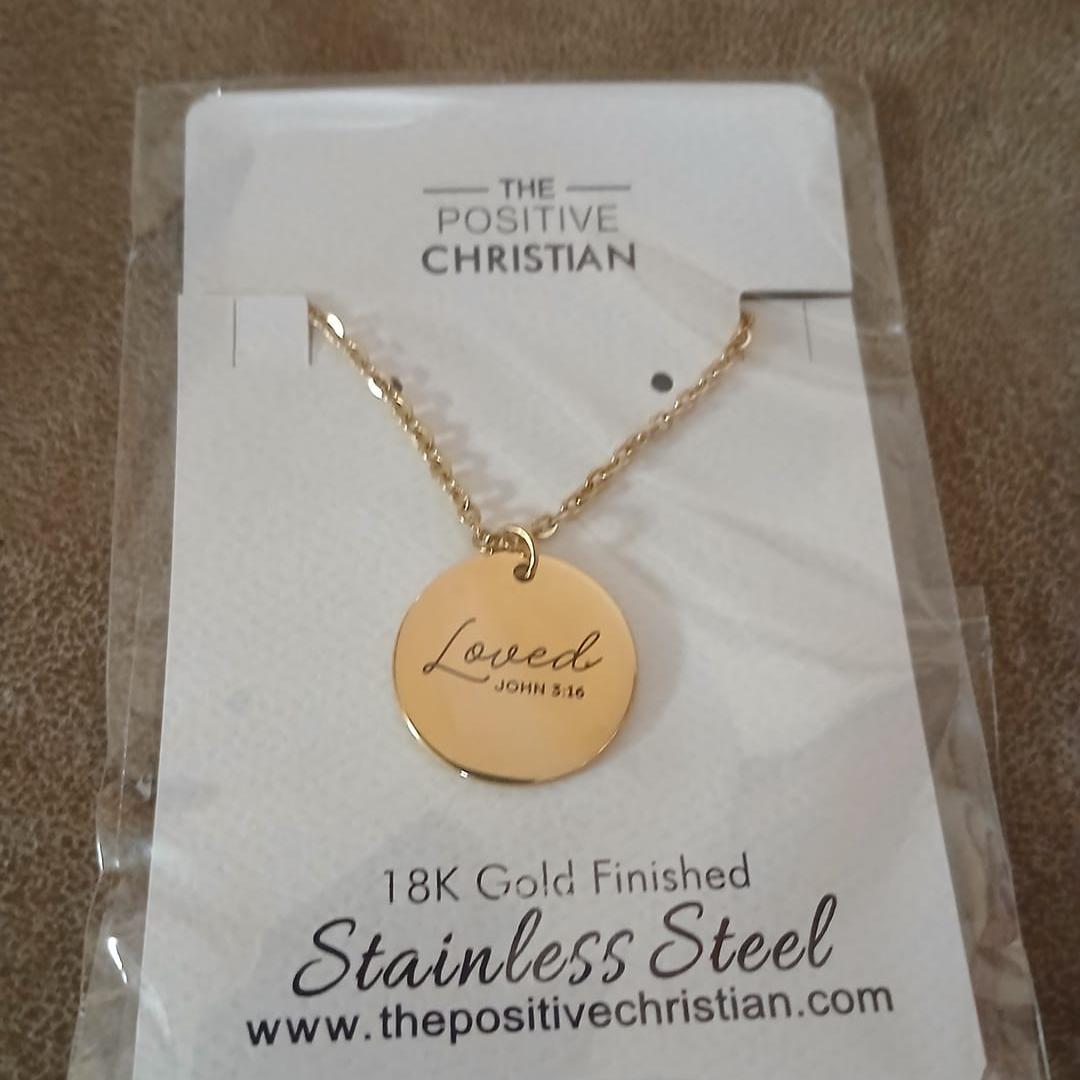 THE
POSITIVE
CHRISTIAN
Loved
JOHN 3:16
18K Gold Finished
Stainless Steel
www.thepositivechristian.com